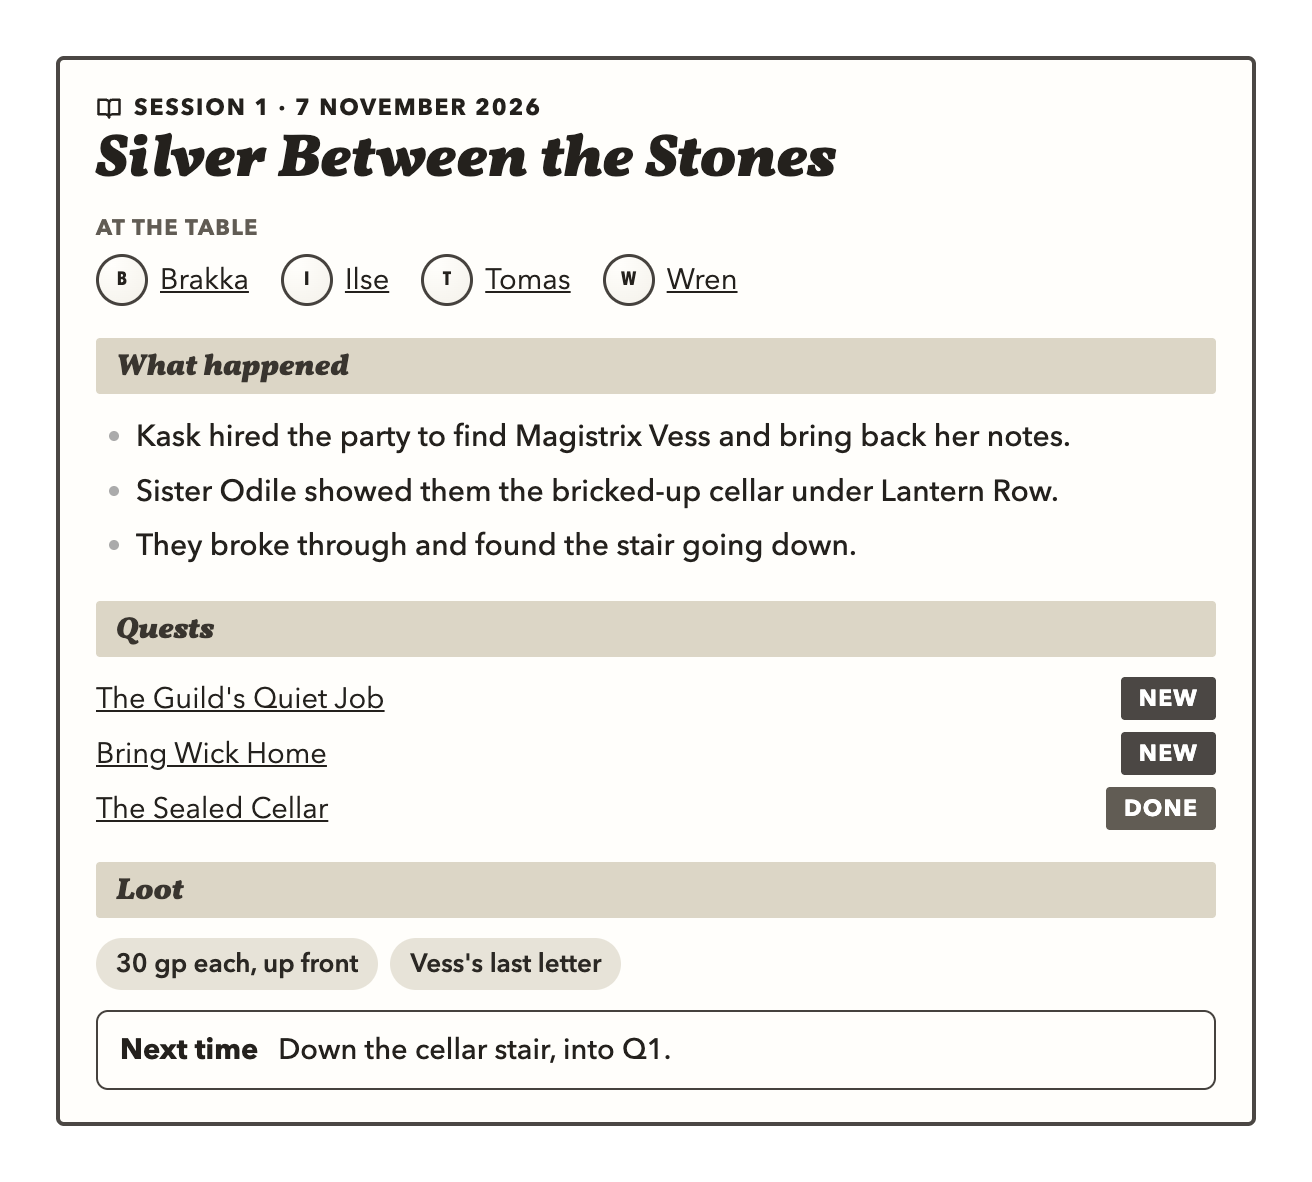 SESSION 1 · 7 NOVEMBER 2026
Silver Between the Stones
AT THE TABLE
B Brakka I Ilse T Tomas W Wren
What happened
Kask hired the party to find Magistrix Vess and bring back her notes.
Sister Odile showed them the bricked-up cellar under Lantern Row.
They broke through and found the stair going down.
Quests
The Guild's Quiet Job NEW
Bring Wick Home NEW
The Sealed Cellar DONE
Loot
30 gp each, up front Vess's last letter
Next time Down the cellar stair, into Q1.